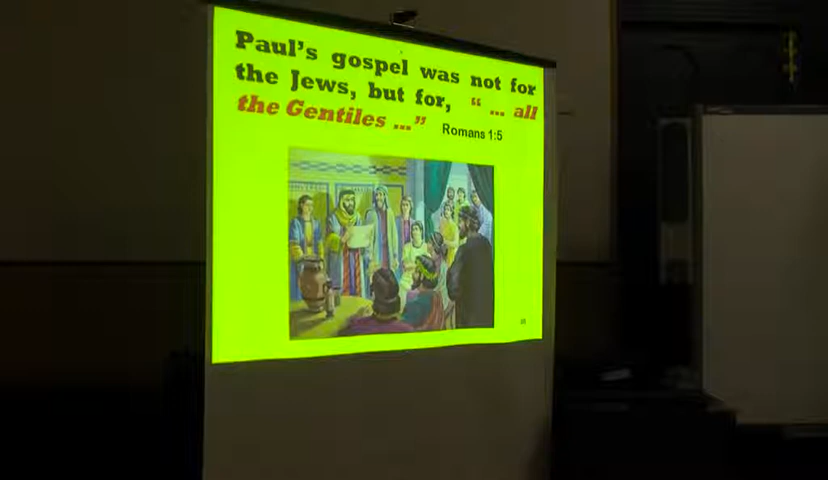 Paul's gospel was not for
the Jews, but for, “ ... all
the Gentiles ...” Romans 1:5